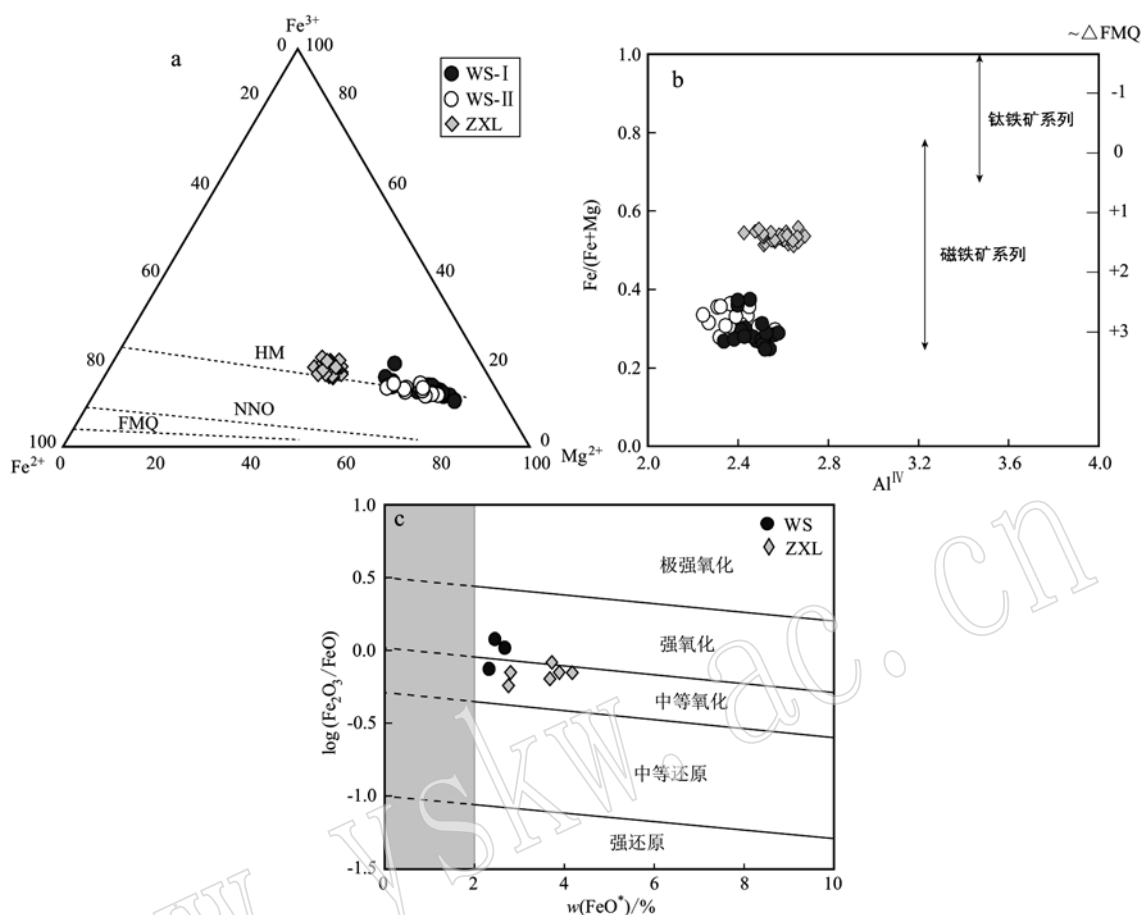 a
Fe³⁺
0 100
20 80
40 60
60 40
80 20
100 0
Fe²⁺ 0 20 40 60 80 100 Mg²⁺
HM
NNO
FMQ
WS-I
WS-II
ZXL
b
~△FMQ
Fe/(Fe+Mg)
1.0
0.8
0.6
0.4
0.2
0.0
2.0 2.4 2.8 3.2 3.6 4.0
Alᴵⱽ
-1
0
+1
+2
+3
钛铁矿系列
磁铁矿系列
c
WS
ZXL
log(Fe₂O₃/FeO)
1.0
0.5
0.0
-0.5
-1.0
-1.5
极强氧化
强氧化
中等氧化
中等还原
强还原
0 2 4 6 8 10
w(FeO*)/%
w.yskw.ac.cn